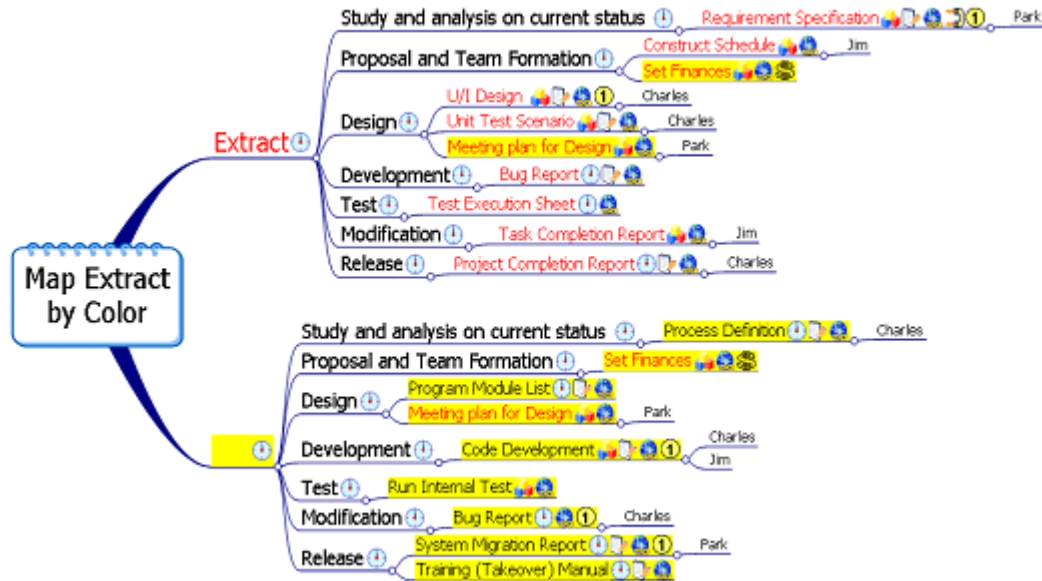 Map Extract
by Color
Extract
Study and analysis on current status
Requirement Specification 1
Park
Proposal and Team Formation
Construct Schedule
Jim
Set Finances
Design
U/I Design 1
Charles
Unit Test Scenario
Charles
Meeting plan for Design
Park
Development
Bug Report
Test
Test Execution Sheet
Modification
Task Completion Report
Jim
Release
Project Completion Report
Charles
Study and analysis on current status
Process Definition
Charles
Proposal and Team Formation
Set Finances
Design
Program Module List
Meeting plan for Design
Park
Development
Code Development 1
Charles
Jim
Test
Run Internal Test
Modification
Bug Report 1
Charles
Release
System Migration Report 1
Park
Training (Takeover) Manual